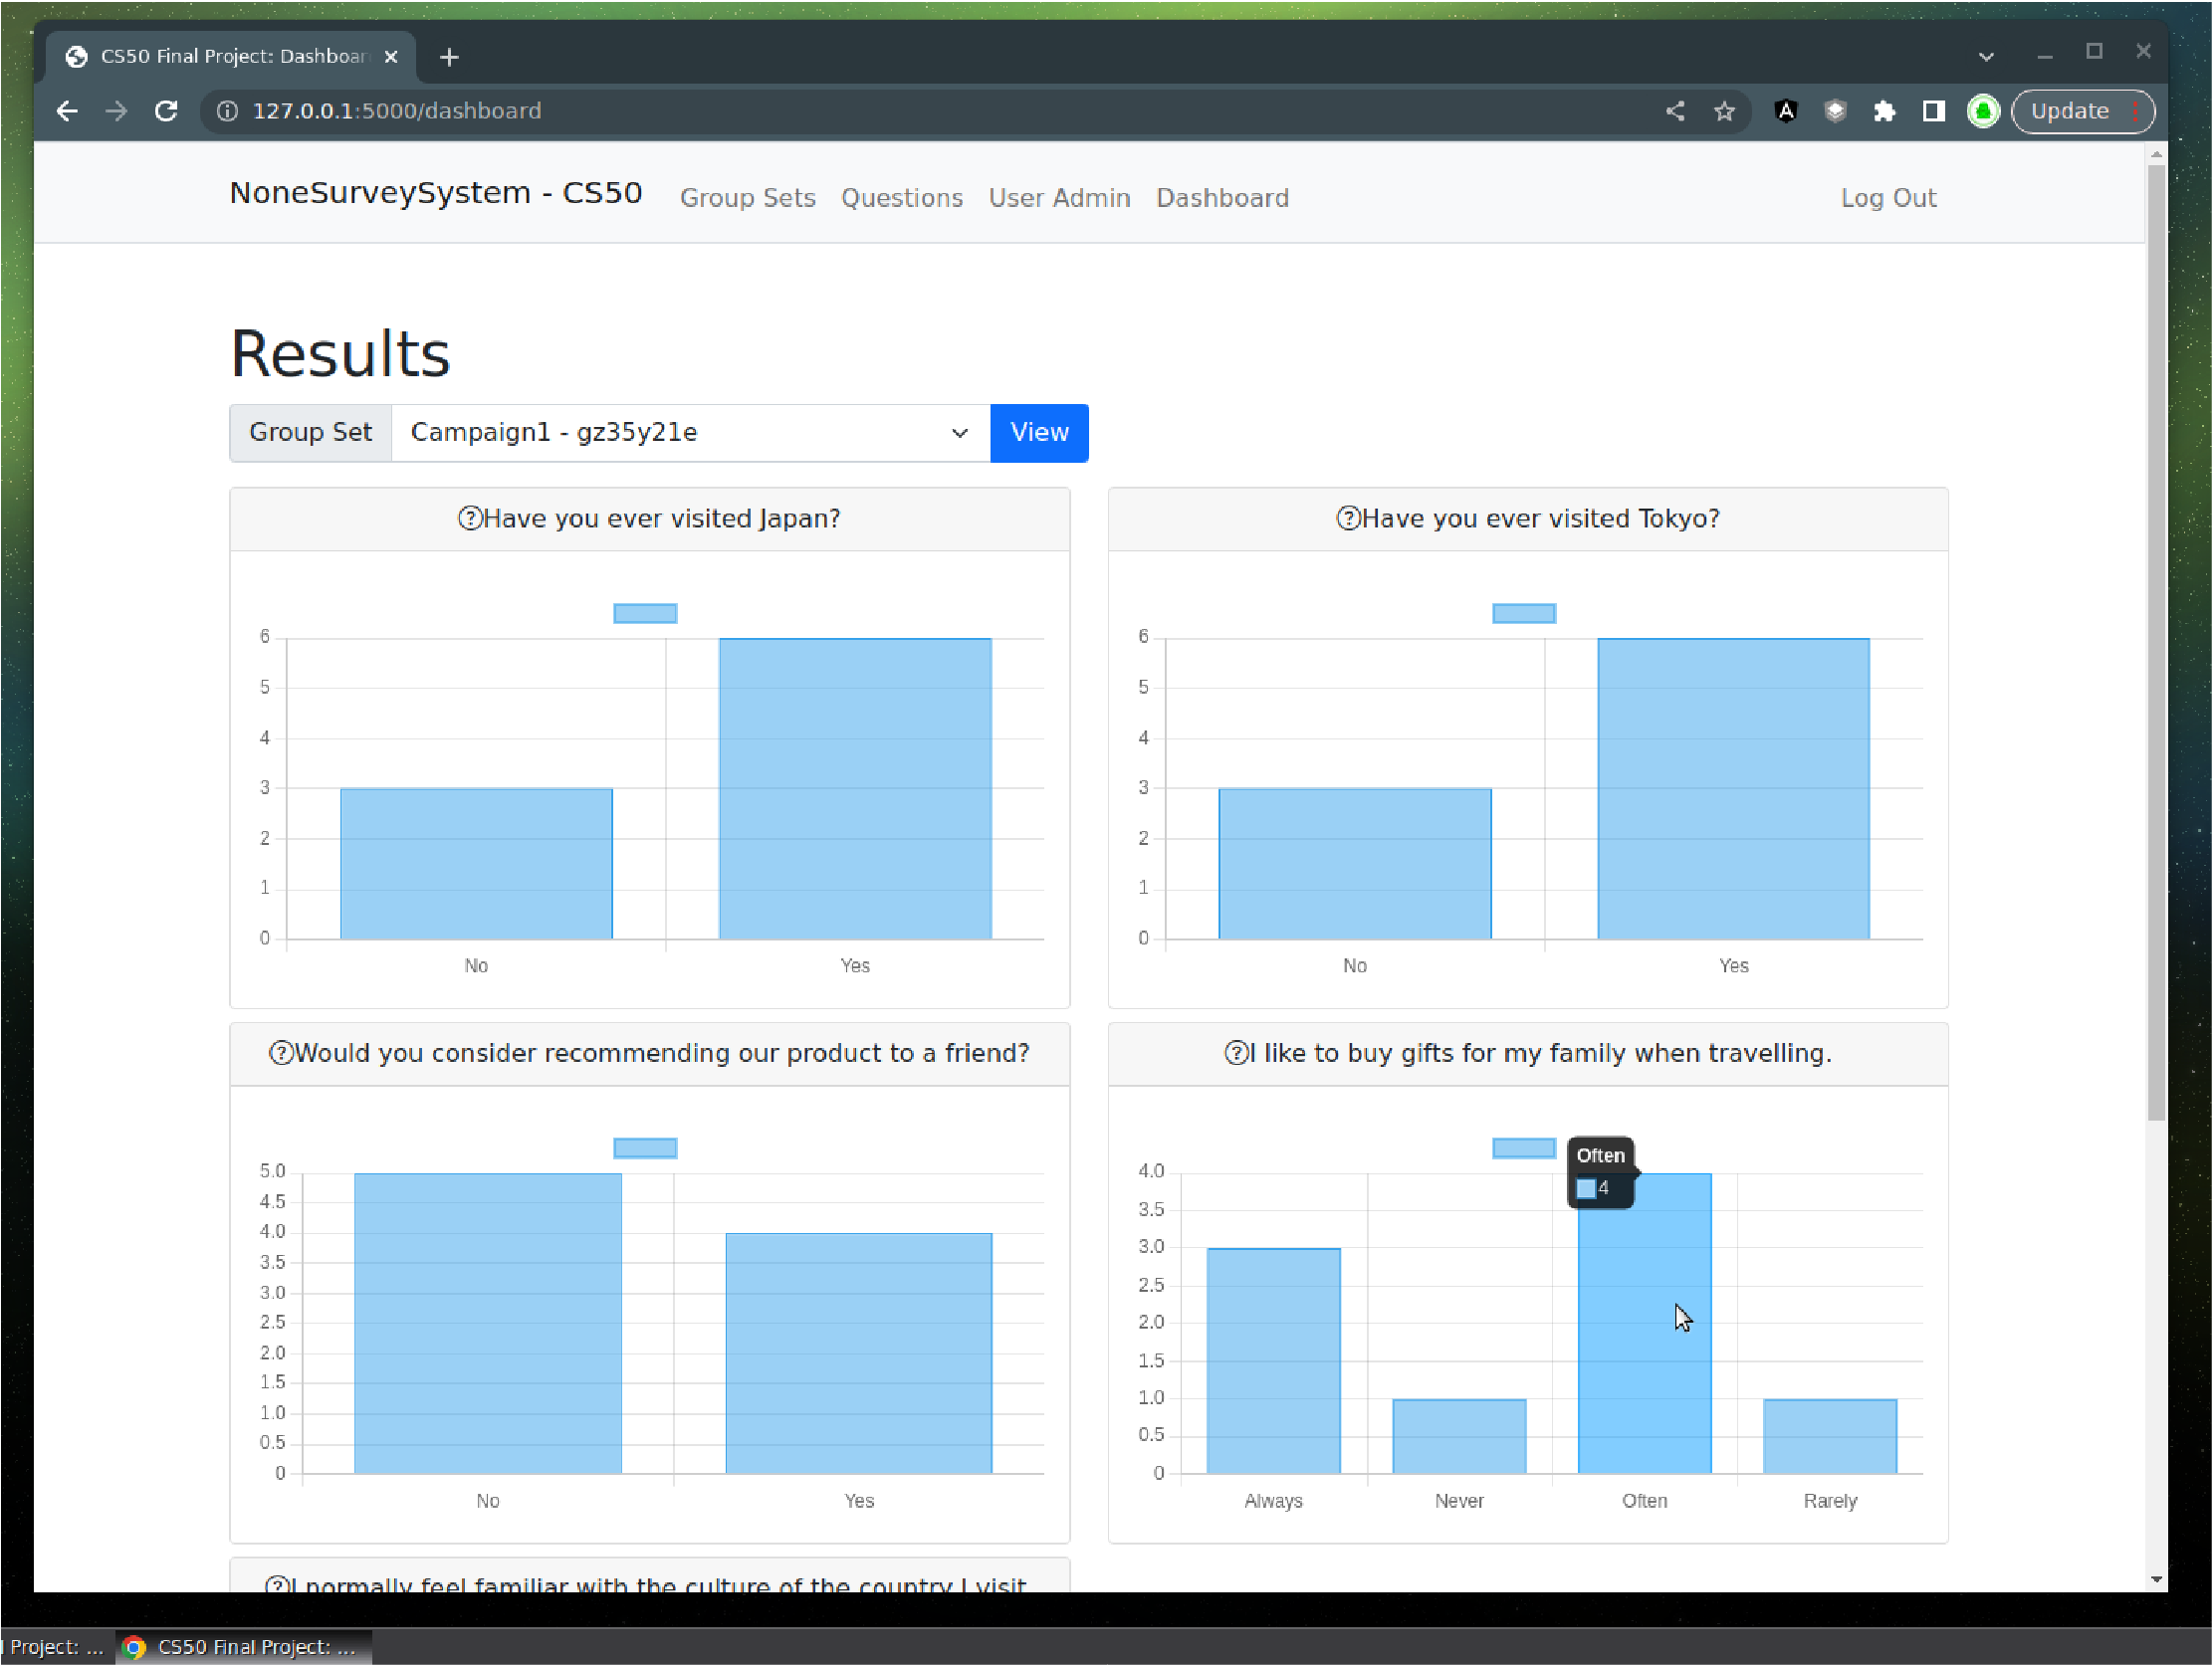 CS50 Final Project: Dashboar
127.0.0.1:5000/dashboard
Update
NoneSurveySystem - CS50 Group Sets Questions User Admin Dashboard Log Out
Results
Group Set Campaign1 - gz35y21e View
Have you ever visited Japan?
6
5
4
3
2
1
0
No Yes
Have you ever visited Tokyo?
6
5
4
3
2
1
0
No Yes
Would you consider recommending our product to a friend?
5.0
4.5
4.0
3.5
3.0
2.5
2.0
1.5
1.0
0.5
0
No Yes
I like to buy gifts for my family when travelling.
Often
4
4.0
3.5
3.0
2.5
2.0
1.5
1.0
0.5
0
Always Never Often Rarely
I normally feel familiar with the culture of the country I visit
l Project: ... CS50 Final Project: ...